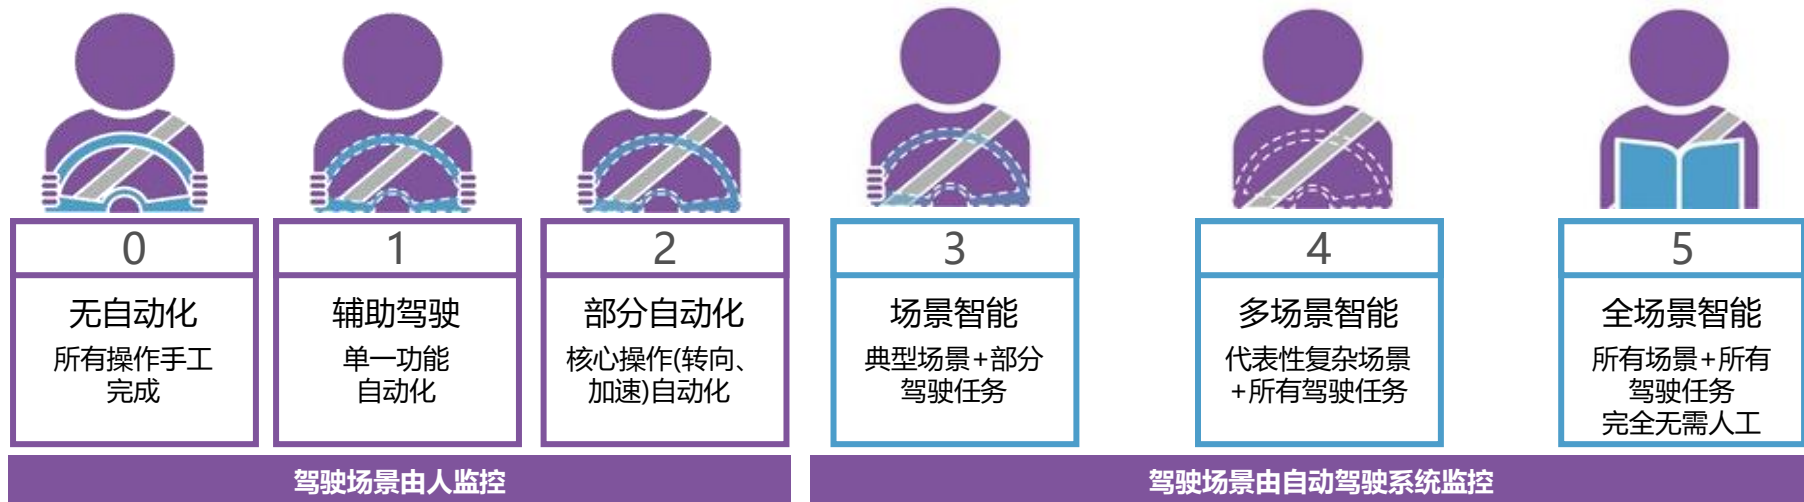 0
无自动化
所有操作手工
完成
1
辅助驾驶
单一功能
自动化
2
部分自动化
核心操作(转向、
加速)自动化
3
场景智能
典型场景+部分
驾驶任务
4
多场景智能
代表性复杂场景
+所有驾驶任务
5
全场景智能
所有场景+所有
驾驶任务
完全无需人工
驾驶场景由人监控
驾驶场景由自动驾驶系统监控